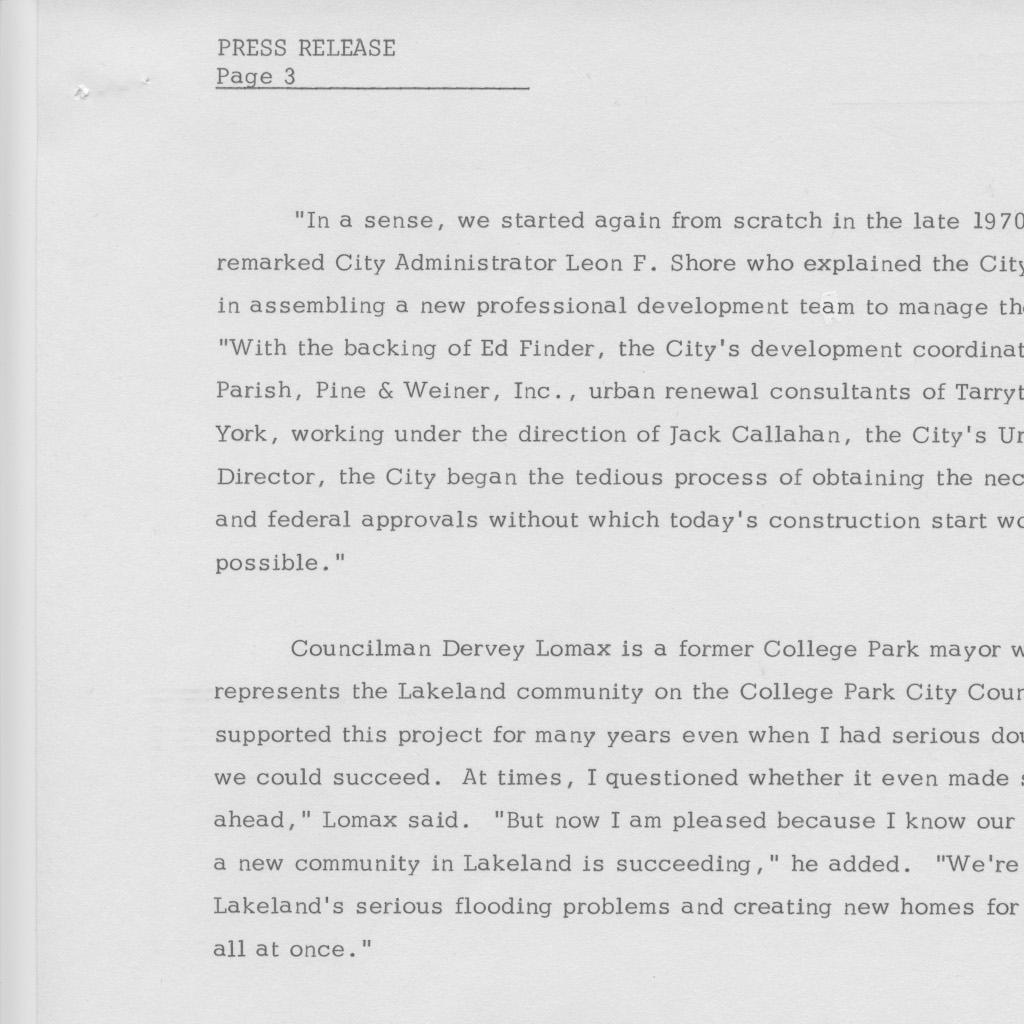 PRESS RELEASE
Page 3
"In a sense, we started again from scratch in the late 1970
remarked City Administrator Leon F. Shore who explained the City
in assembling a new professional development team to manage the
"With the backing of Ed Finder, the City's development coordinat
Parish, Pine & Weiner, Inc., urban renewal consultants of Tarryt
York, working under the direction of Jack Callahan, the City's Ur
Director, the City began the tedious process of obtaining the nec
and federal approvals without which today's construction start wo
possible."
Councilman Dervey Lomax is a former College Park mayor w
represents the Lakeland community on the College Park City Coun
supported this project for many years even when I had serious dou
we could succeed. At times, I questioned whether it even made s
ahead," Lomax said. "But now I am pleased because I know our
a new community in Lakeland is succeeding," he added. "We're
Lakeland's serious flooding problems and creating new homes for
all at once."